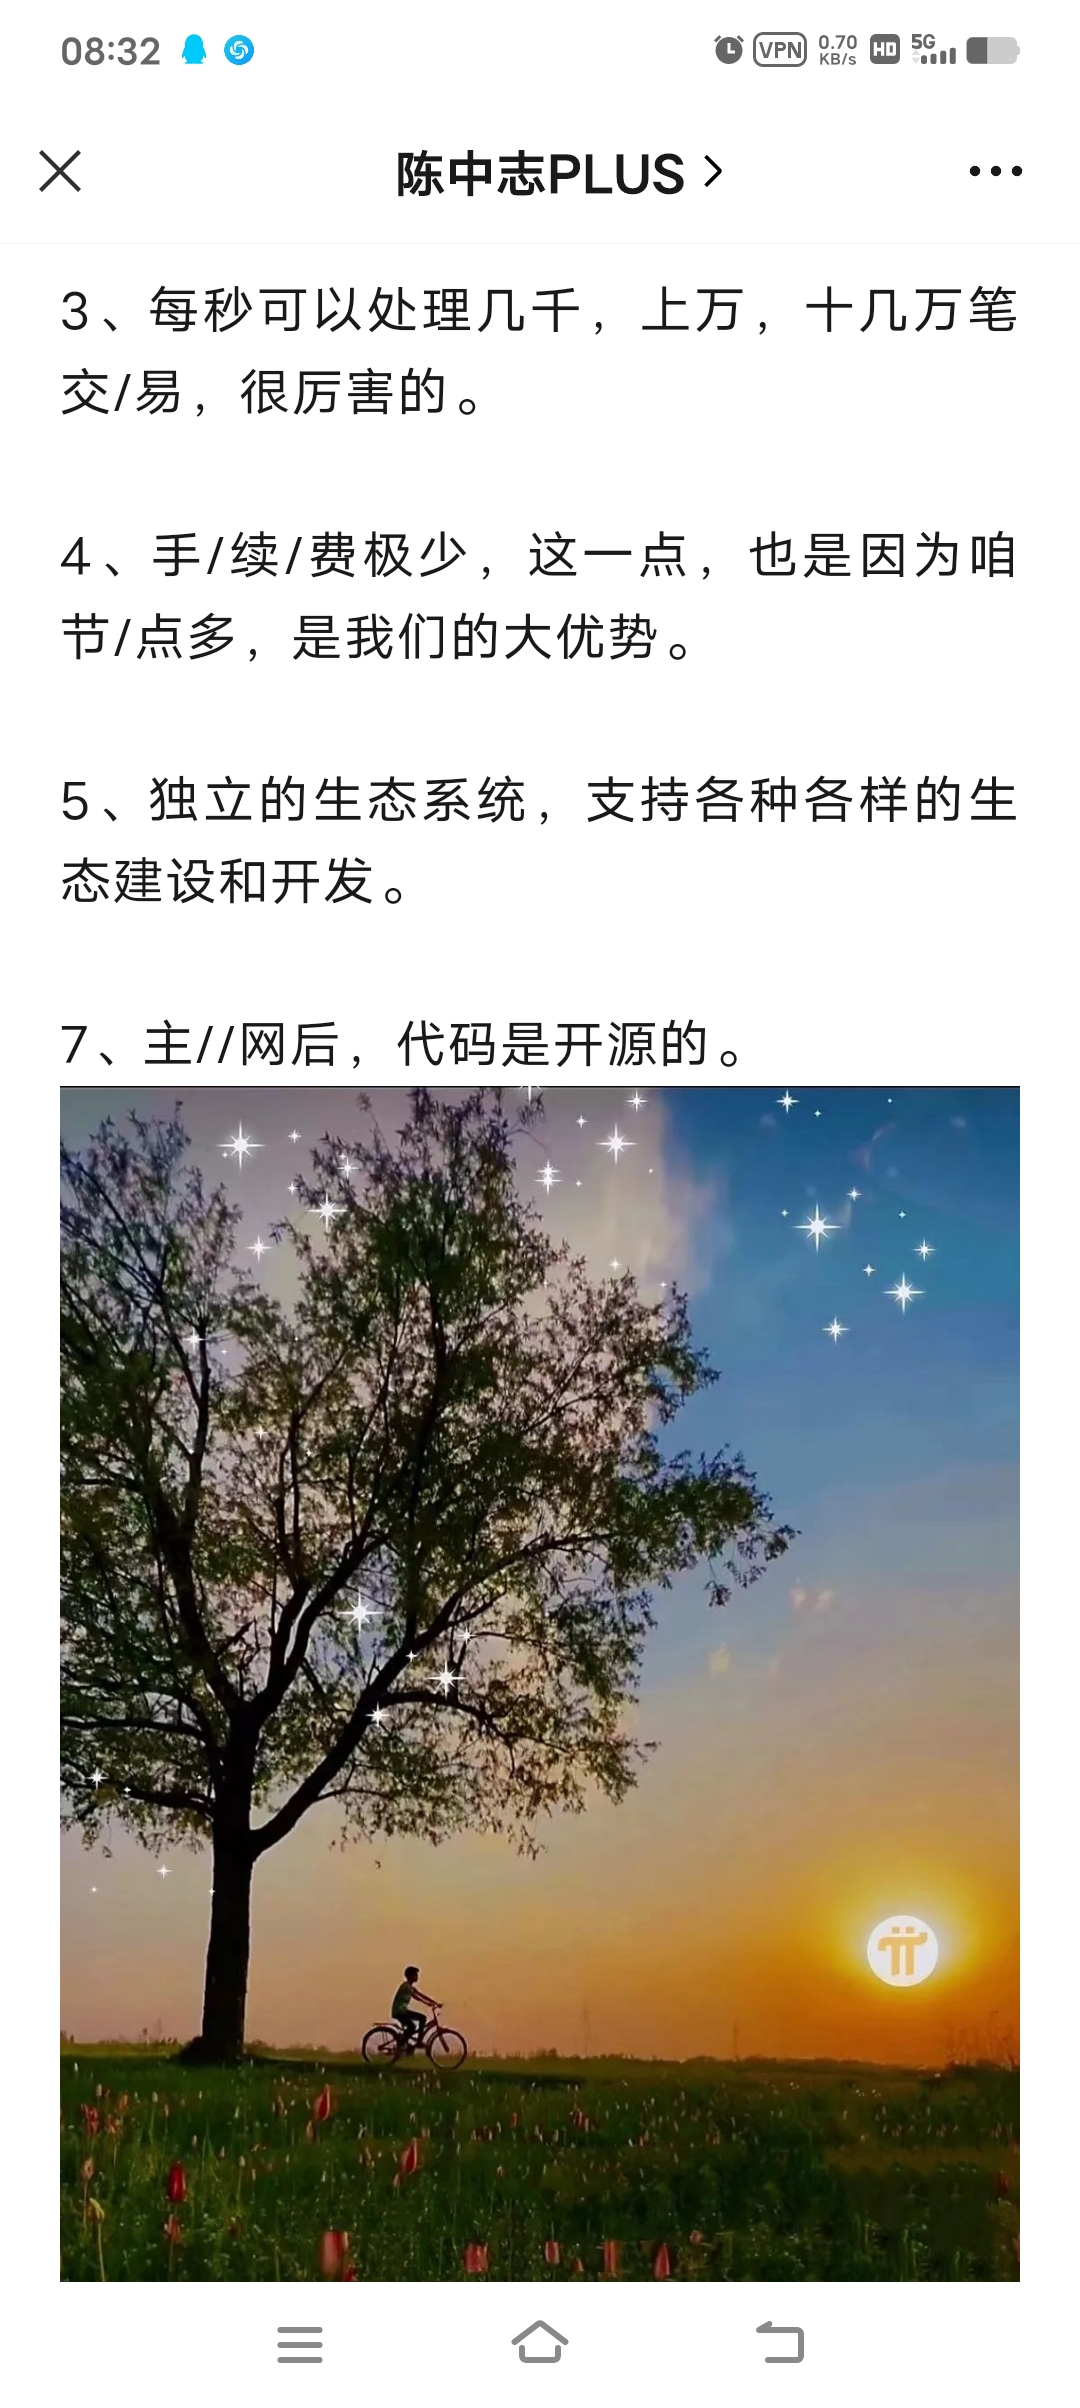 08:32
VPN
0.70
KB/s
HD
5G
陈中志PLUS
3、每秒可以处理几千，上万，十几万笔
交/易，很厉害的。
4、手/续/费极少，这一点，也是因为咱
节/点多，是我们的大优势。
5、独立的生态系统，支持各种各样的生
态建设和开发。
7、主//网后，代码是开源的。